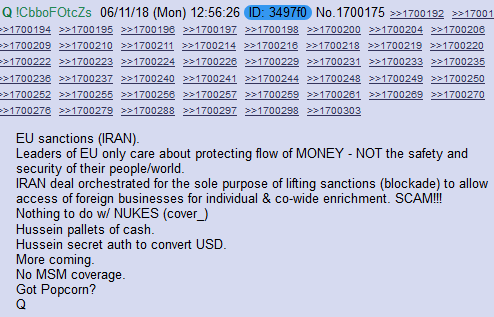 Q !CbboFOtcZs 06/11/18 (Mon) 12:56:26 ID: 3497f0 No.1700175 >>1700192 >>1701
>>1700194 >>1700195 >>1700196 >>1700197 >>1700198 >>1700200 >>1700204 >>1700206
>>1700209 >>1700210 >>1700211 >>1700214 >>1700216 >>1700218 >>1700219 >>1700220
>>1700222 >>1700223 >>1700224 >>1700226 >>1700229 >>1700231 >>1700233 >>1700235
>>1700236 >>1700237 >>1700240 >>1700241 >>1700244 >>1700248 >>1700249 >>1700250
>>1700252 >>1700255 >>1700256 >>1700257 >>1700259 >>1700261 >>1700269 >>1700270
>>1700276 >>1700279 >>1700288 >>1700297 >>1700298 >>1700303
EU sanctions (IRAN).
Leaders of EU only care about protecting flow of MONEY - NOT the safety and
security of their people/world.
IRAN deal orchestrated for the sole purpose of lifting sanctions (blockade) to allow
access of foreign businesses for individual & co-wide enrichment. SCAM!!!
Nothing to do w/ NUKES (cover_)
Hussein pallets of cash.
Hussein secret auth to convert USD.
More coming.
No MSM coverage.
Got Popcorn?
Q